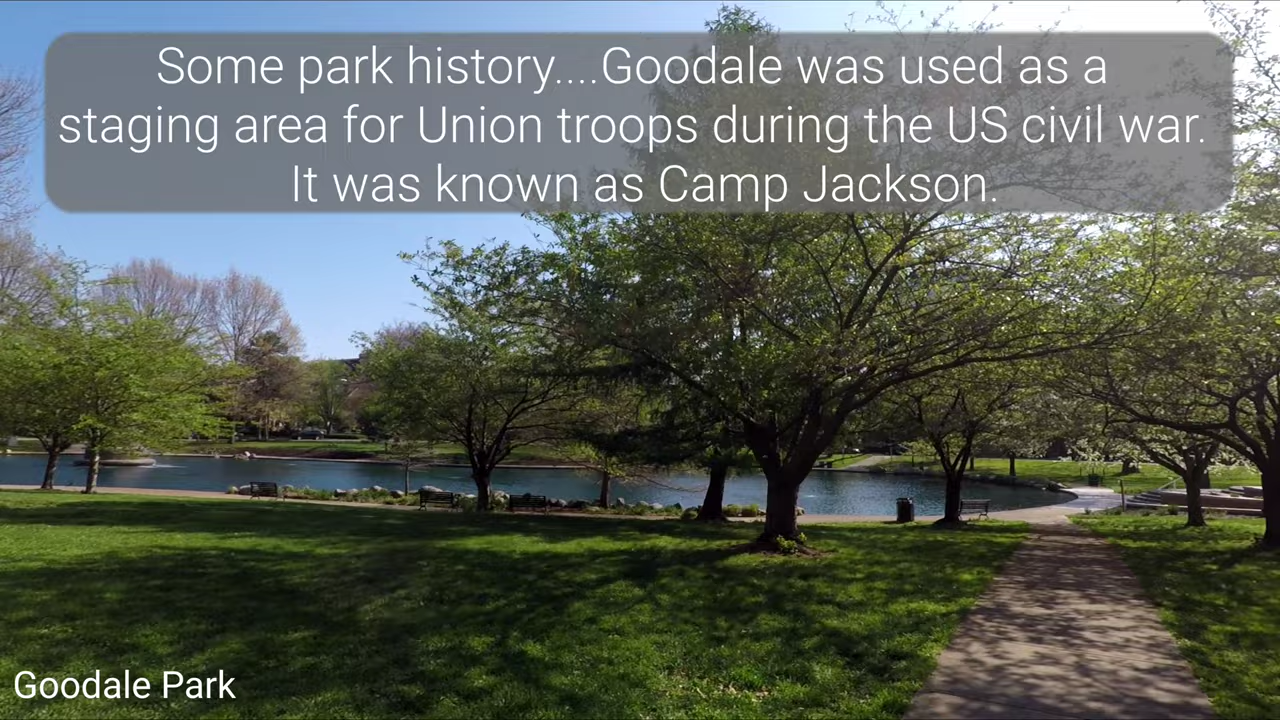 Some park history....Goodale was used as a
staging area for Union troops during the US civil war.
It was known as Camp Jackson.
Goodale Park